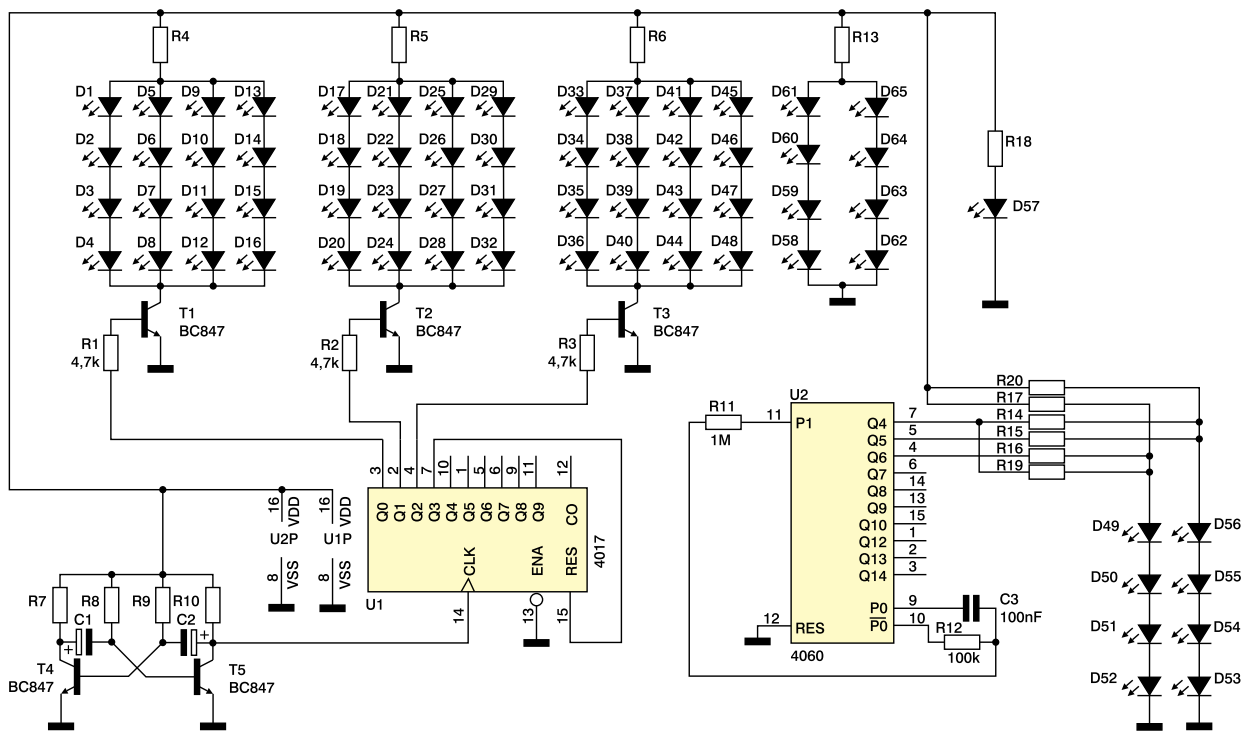 R4 R5 R6 R13
D1 D5 D9 D13 D17 D21 D25 D29 D33 D37 D41 D45 D61 D65
D2 D6 D10 D14 D18 D22 D26 D30 D34 D38 D42 D46 D60 D64 R18
D3 D7 D11 D15 D19 D23 D27 D31 D35 D39 D43 D47 D59 D63 D57
D4 D8 D12 D16 D20 D24 D28 D32 D36 D40 D44 D48 D58 D62
T1 T2 T3
BC847 BC847 BC847
R1 R2 R3
4,7k 4,7k 4,7k
R20
R17
R14
R15
R16
R19
R11
1M
U2
11 P1 Q4 7
Q5 5
Q6 4
Q7 6
Q8 14
Q9 13
Q10 15
Q12 1
Q13 2
Q14 3
P0 9
P0 10
12 RES
4060
C3
100nF
R12
100k
3 2 4 7 10 1 5 6 9 11 12
Q0 Q1 Q2 Q3 Q4 Q5 Q6 Q7 Q8 Q9 CO
CLK ENA RES
4017
U1
14 13 15
16 VDD 16 VDD
U2P U1P
8 VSS 8 VSS
R7 R8 R9 R10
C1 C2
+ +
T4 T5
BC847 BC847
D49 D56
D50 D55
D51 D54
D52 D53